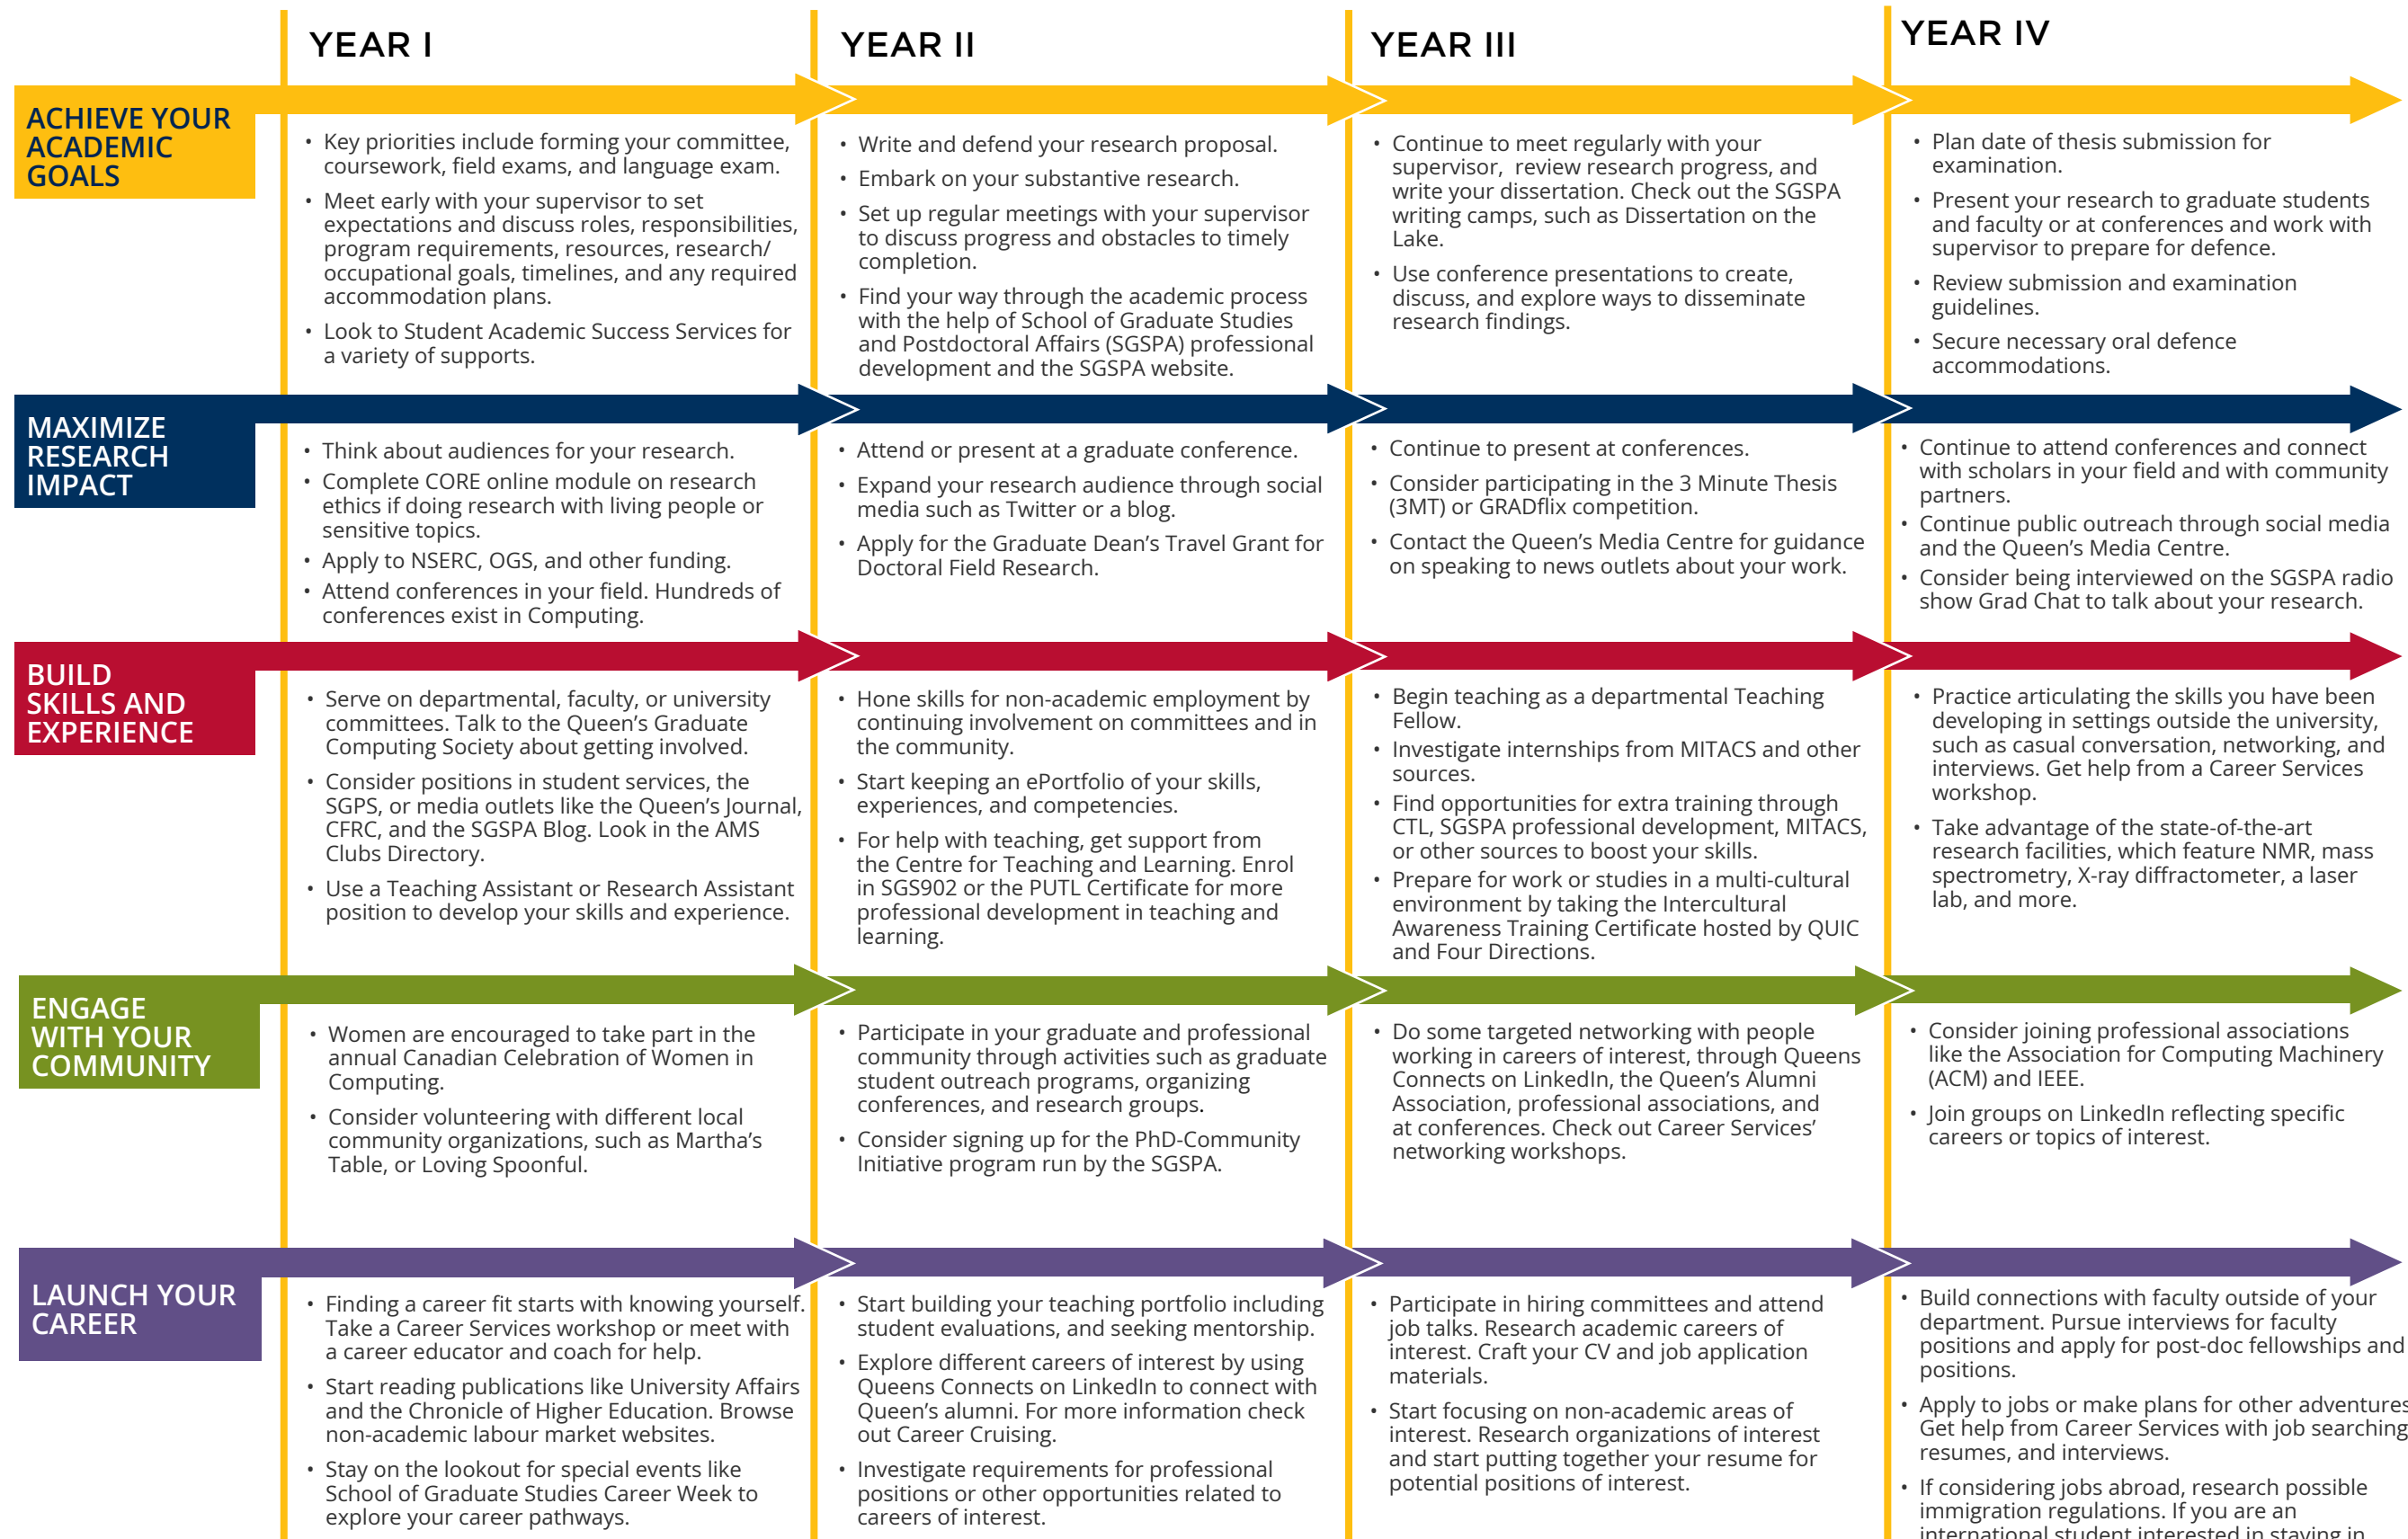 YEAR I
YEAR II
YEAR III
YEAR IV
ACHIEVE YOUR
ACADEMIC
GOALS
• Key priorities include forming your committee,
coursework, field exams, and language exam.
• Meet early with your supervisor to set
expectations and discuss roles, responsibilities,
program requirements, resources, research/
occupational goals, timelines, and any required
accommodation plans.
• Look to Student Academic Success Services for
a variety of supports.
• Write and defend your research proposal.
• Embark on your substantive research.
• Set up regular meetings with your supervisor
to discuss progress and obstacles to timely
completion.
• Find your way through the academic process
with the help of School of Graduate Studies
and Postdoctoral Affairs (SGSPA) professional
development and the SGSPA website.
• Continue to meet regularly with your
supervisor, review research progress, and
write your dissertation. Check out the SGSPA
writing camps, such as Dissertation on the
Lake.
• Use conference presentations to create,
discuss, and explore ways to disseminate
research findings.
• Plan date of thesis submission for
examination.
• Present your research to graduate students
and faculty or at conferences and work with
supervisor to prepare for defence.
• Review submission and examination
guidelines.
• Secure necessary oral defence
accommodations.
MAXIMIZE
RESEARCH
IMPACT
• Think about audiences for your research.
• Complete CORE online module on research
ethics if doing research with living people or
sensitive topics.
• Apply to NSERC, OGS, and other funding.
• Attend conferences in your field. Hundreds of
conferences exist in Computing.
• Attend or present at a graduate conference.
• Expand your research audience through social
media such as Twitter or a blog.
• Apply for the Graduate Dean’s Travel Grant for
Doctoral Field Research.
• Continue to present at conferences.
• Consider participating in the 3 Minute Thesis
(3MT) or GRADflix competition.
• Contact the Queen’s Media Centre for guidance
on speaking to news outlets about your work.
• Continue to attend conferences and connect
with scholars in your field and with community
partners.
• Continue public outreach through social media
and the Queen’s Media Centre.
• Consider being interviewed on the SGSPA radio
show Grad Chat to talk about your research.
BUILD
SKILLS AND
EXPERIENCE
• Serve on departmental, faculty, or university
committees. Talk to the Queen’s Graduate
Computing Society about getting involved.
• Consider positions in student services, the
SGPS, or media outlets like the Queen’s Journal,
CFRC, and the SGSPA Blog. Look in the AMS
Clubs Directory.
• Use a Teaching Assistant or Research Assistant
position to develop your skills and experience.
• Hone skills for non-academic employment by
continuing involvement on committees and in
the community.
• Start keeping an ePortfolio of your skills,
experiences, and competencies.
• For help with teaching, get support from
the Centre for Teaching and Learning. Enrol
in SGS902 or the PUTL Certificate for more
professional development in teaching and
learning.
• Begin teaching as a departmental Teaching
Fellow.
• Investigate internships from MITACS and other
sources.
• Find opportunities for extra training through
CTL, SGSPA professional development, MITACS,
or other sources to boost your skills.
• Prepare for work or studies in a multi-cultural
environment by taking the Intercultural
Awareness Training Certificate hosted by QUIC
and Four Directions.
• Practice articulating the skills you have been
developing in settings outside the university,
such as casual conversation, networking, and
interviews. Get help from a Career Services
workshop.
• Take advantage of the state-of-the-art
research facilities, which feature NMR, mass
spectrometry, X-ray diffractometer, a laser
lab, and more.
ENGAGE
WITH YOUR
COMMUNITY
• Women are encouraged to take part in the
annual Canadian Celebration of Women in
Computing.
• Consider volunteering with different local
community organizations, such as Martha’s
Table, or Loving Spoonful.
• Participate in your graduate and professional
community through activities such as graduate
student outreach programs, organizing
conferences, and research groups.
• Consider signing up for the PhD-Community
Initiative program run by the SGSPA.
• Do some targeted networking with people
working in careers of interest, through Queens
Connects on LinkedIn, the Queen’s Alumni
Association, professional associations, and
at conferences. Check out Career Services’
networking workshops.
• Consider joining professional associations
like the Association for Computing Machinery
(ACM) and IEEE.
• Join groups on LinkedIn reflecting specific
careers or topics of interest.
LAUNCH YOUR
CAREER
• Finding a career fit starts with knowing yourself.
Take a Career Services workshop or meet with
a career educator and coach for help.
• Start reading publications like University Affairs
and the Chronicle of Higher Education. Browse
non-academic labour market websites.
• Stay on the lookout for special events like
School of Graduate Studies Career Week to
explore your career pathways.
• Start building your teaching portfolio including
student evaluations, and seeking mentorship.
• Explore different careers of interest by using
Queens Connects on LinkedIn to connect with
Queen’s alumni. For more information check
out Career Cruising.
• Investigate requirements for professional
positions or other opportunities related to
careers of interest.
• Participate in hiring committees and attend
job talks. Research academic careers of
interest. Craft your CV and job application
materials.
• Start focusing on non-academic areas of
interest. Research organizations of interest
and start putting together your resume for
potential positions of interest.
• Build connections with faculty outside of your
department. Pursue interviews for faculty
positions and apply for post-doc fellowships and
positions.
• Apply to jobs or make plans for other adventures
Get help from Career Services with job searching
resumes, and interviews.
• If considering jobs abroad, research possible
immigration regulations. If you are an
international student interested in staying in